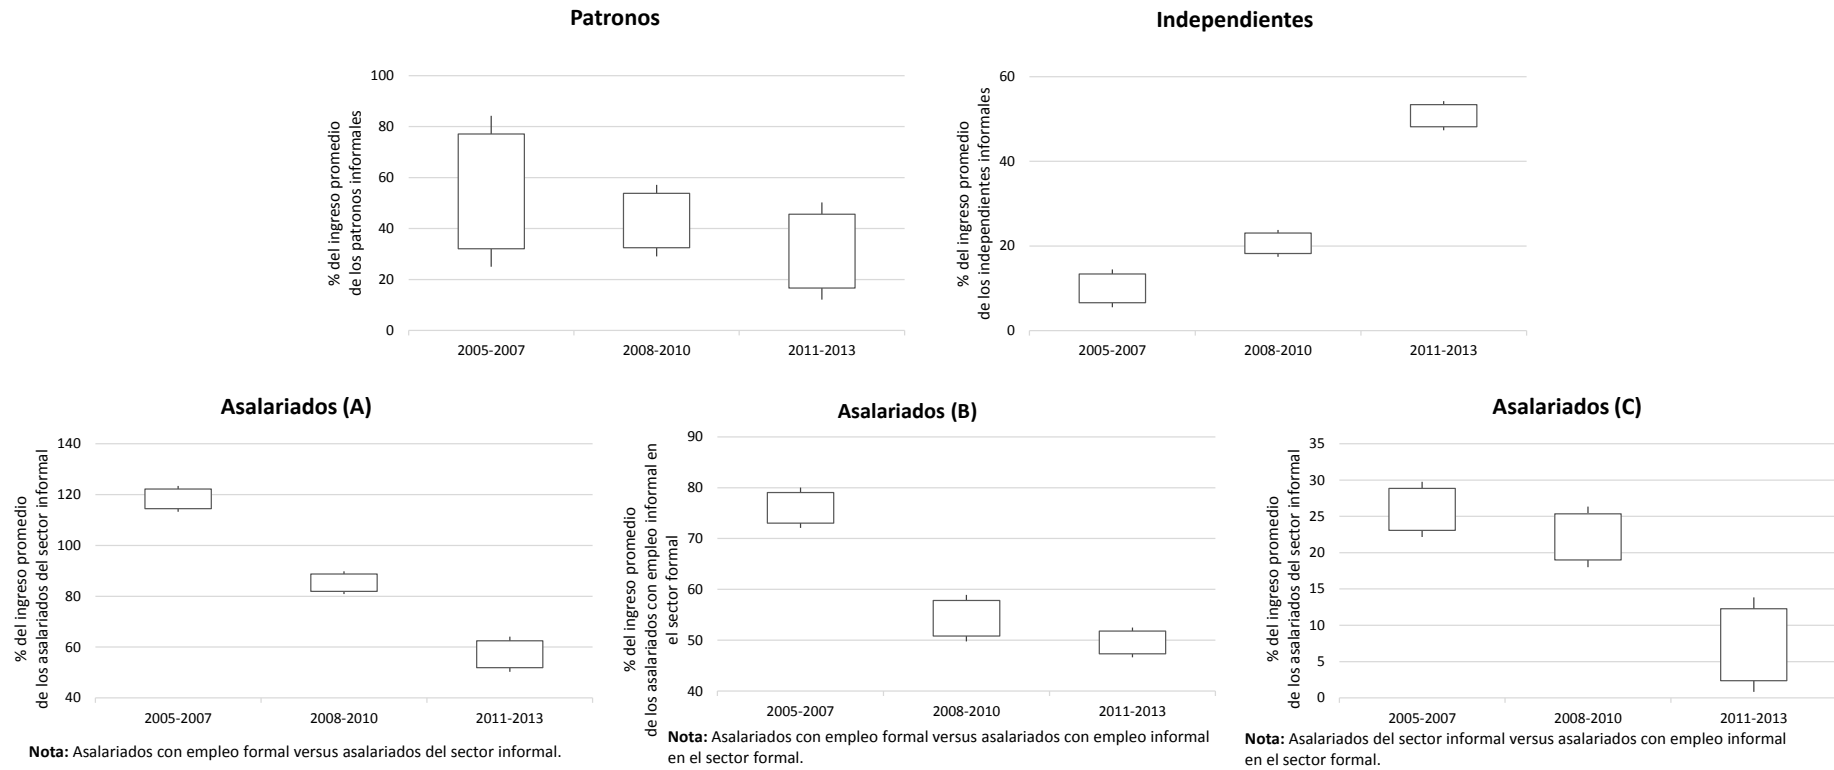 Patronos
% del ingreso promedio
de los patronos informales
100
80
60
40
20
0
2005-2007
2008-2010
2011-2013
Independientes
% del ingreso promedio
de los independientes informales
60
40
20
0
2005-2007
2008-2010
2011-2013
Asalariados (A)
% del ingreso promedio
de los asalariados del sector informal
140
120
100
80
60
40
2005-2007
2008-2010
2011-2013
Nota: Asalariados con empleo formal versus asalariados del sector informal.
Asalariados (B)
% del ingreso promedio
de los asalariados con empleo informal en
el sector formal
90
80
70
60
50
40
2005-2007
2008-2010
2011-2013
Nota: Asalariados con empleo formal versus asalariados con empleo informal
en el sector formal.
Asalariados (C)
% del ingreso promedio
de los asalariados del sector informal
35
30
25
20
15
10
5
0
2005-2007
2008-2010
2011-2013
Nota: Asalariados del sector informal versus asalariados con empleo informal
en el sector formal.